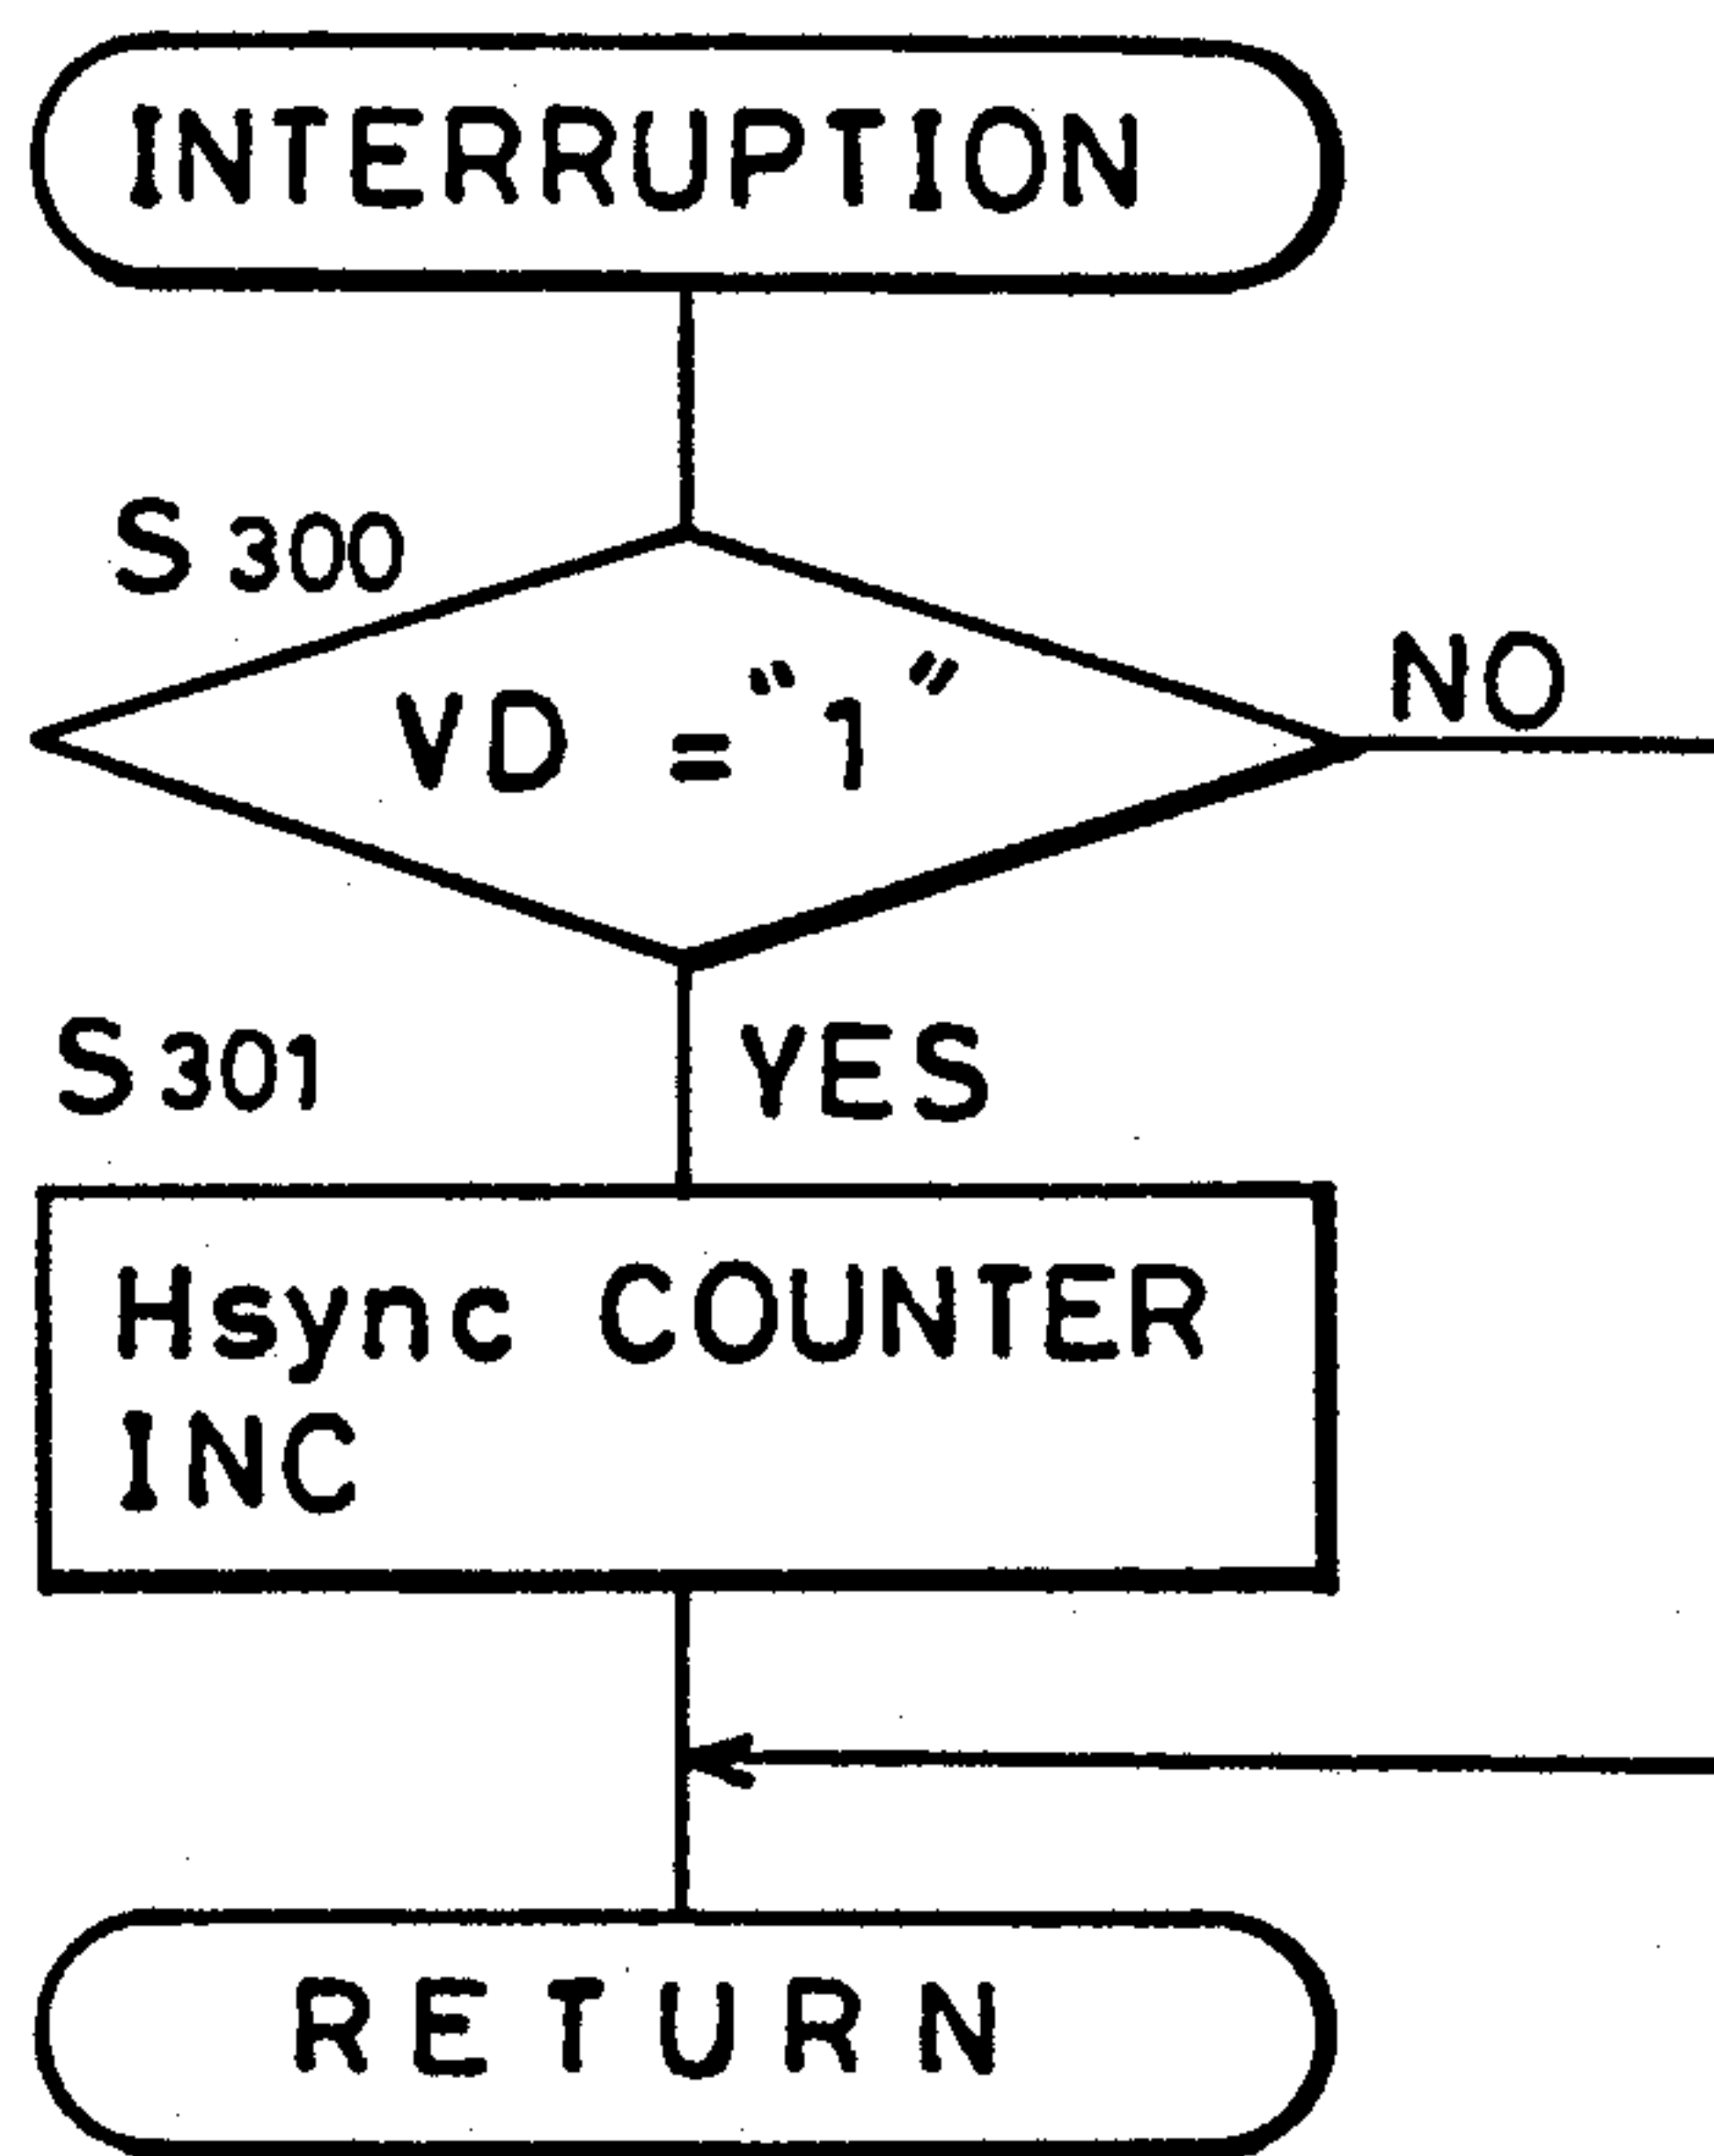 INTERRUPTION
S300
VD = “1”
NO
S301
YES
Hsync COUNTER
INC
RETURN